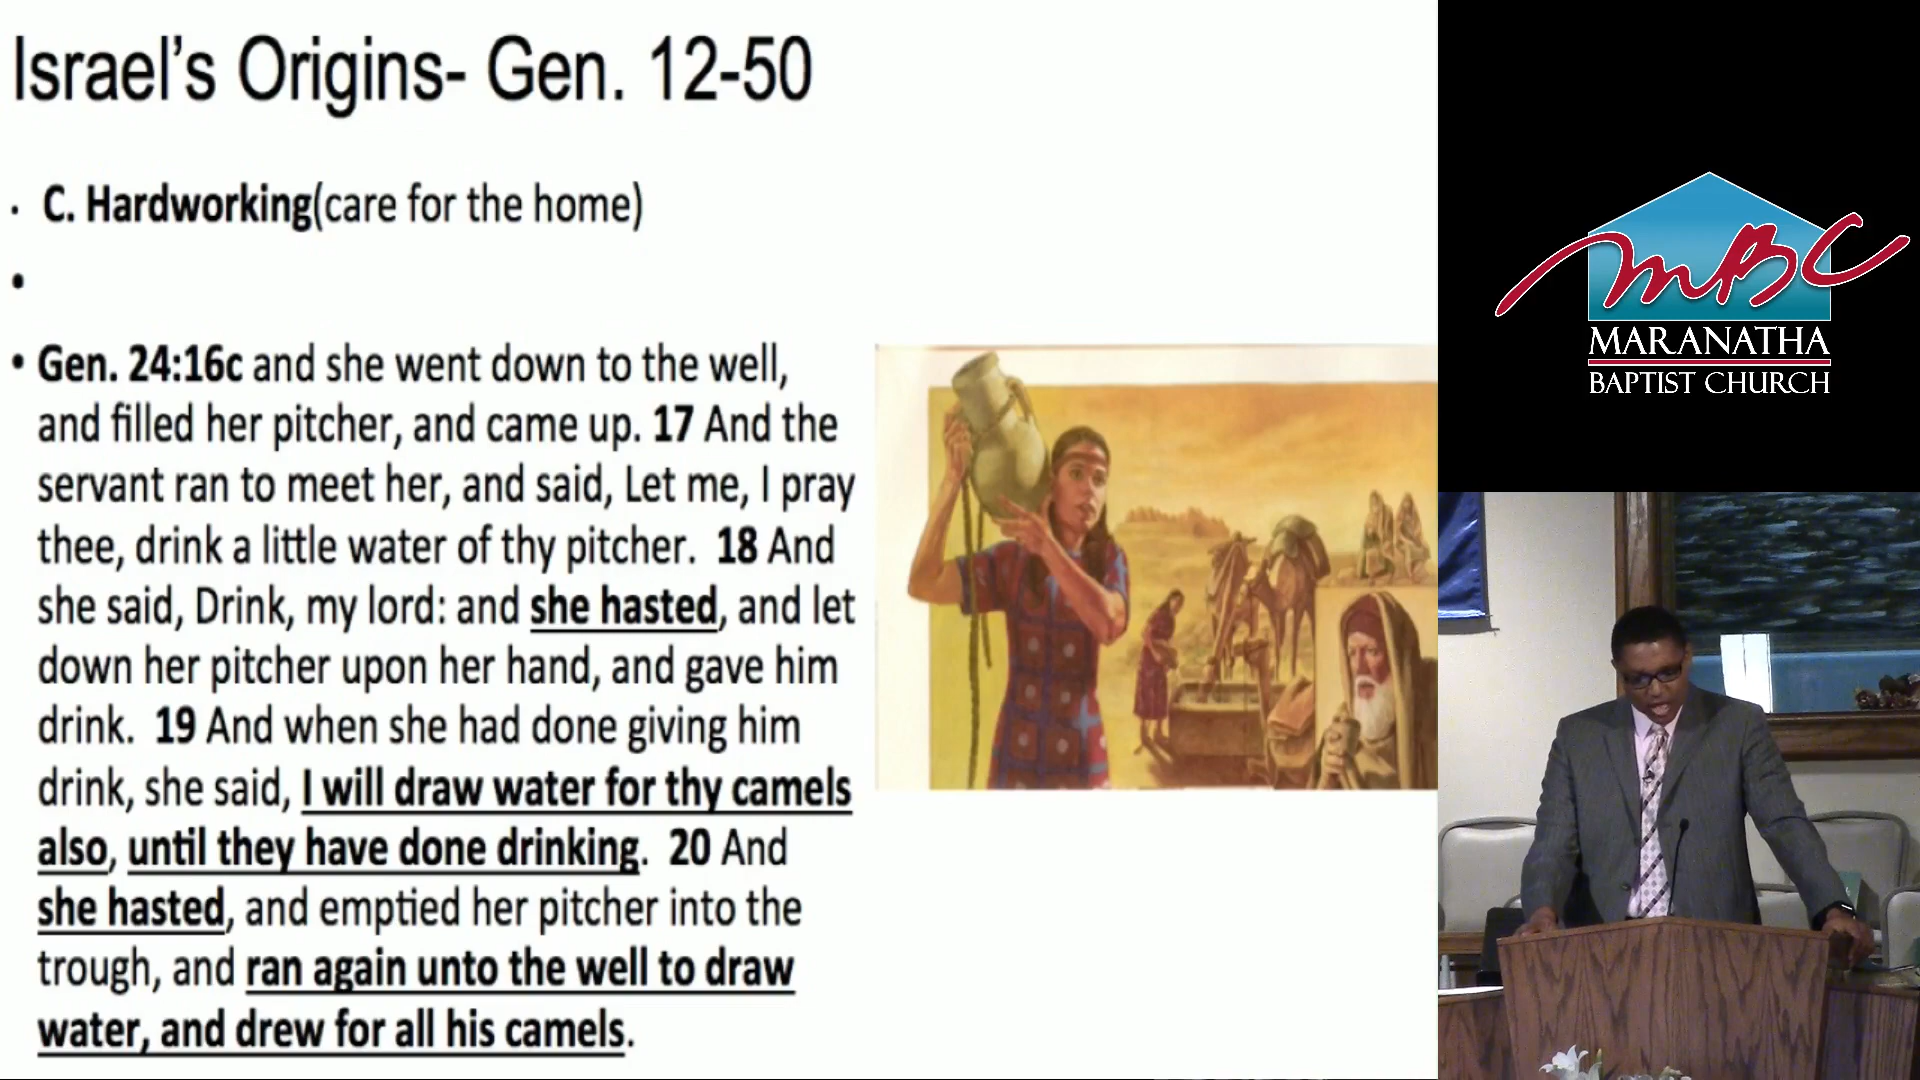 Israel's Origins- Gen. 12-50
• C. Hardworking(care for the home)
•
• Gen. 24:16c and she went down to the well,
and filled her pitcher, and came up. 17 And the
servant ran to meet her, and said, Let me, I pray
thee, drink a little water of thy pitcher.  18 And
she said, Drink, my lord: and she hasted, and let
down her pitcher upon her hand, and gave him
drink.  19 And when she had done giving him
drink, she said, I will draw water for thy camels
also, until they have done drinking.  20 And
she hasted, and emptied her pitcher into the
trough, and ran again unto the well to draw
water, and drew for all his camels.
MBC
MARANATHA
BAPTIST CHURCH